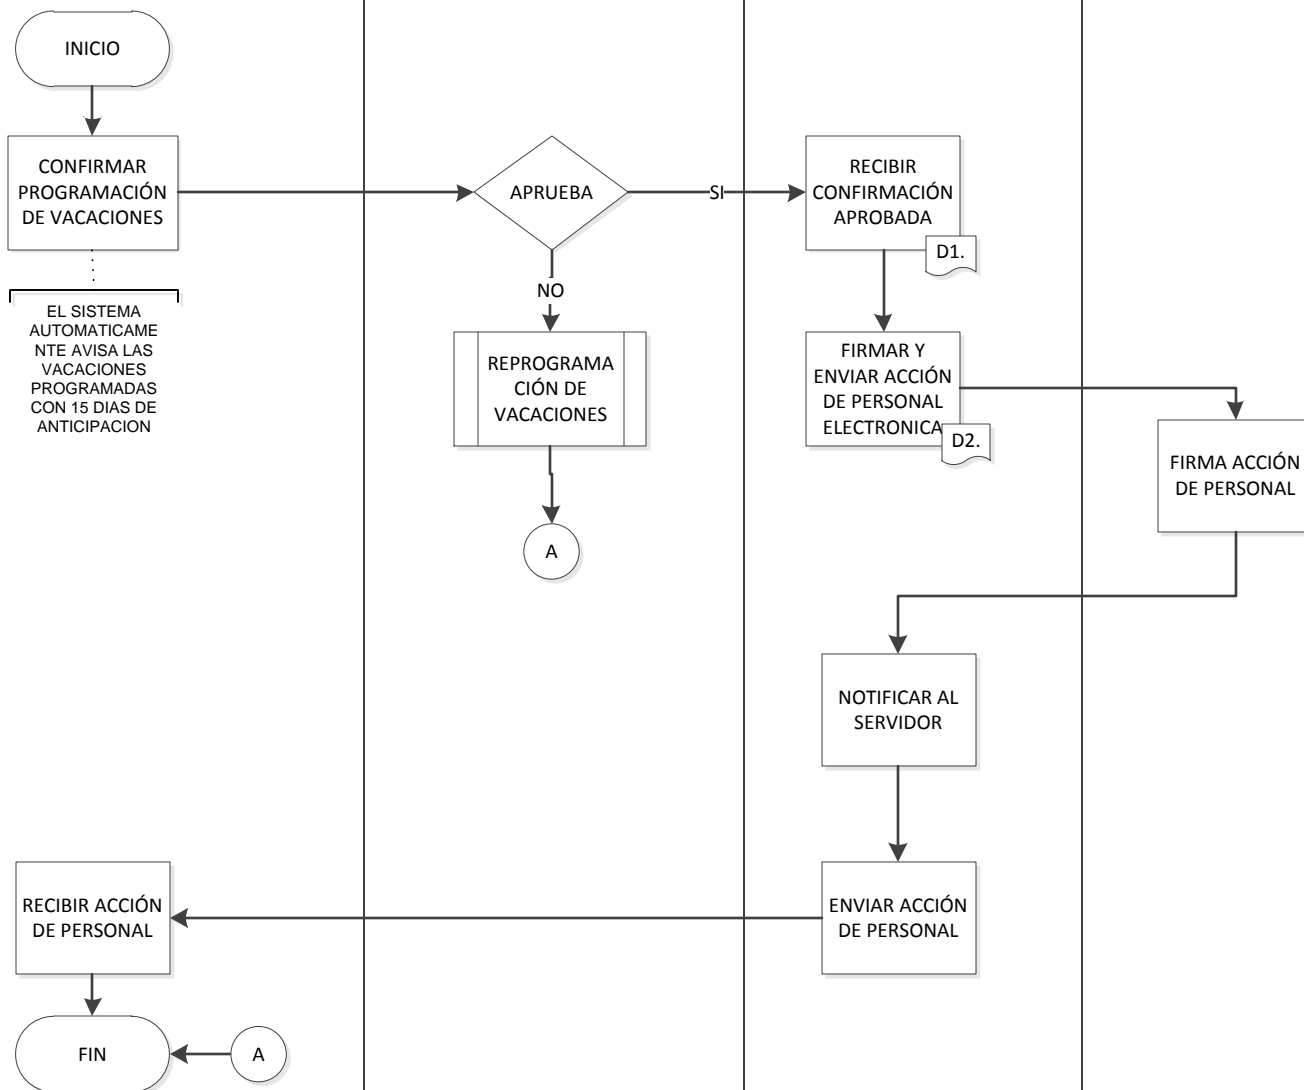 INICIO
CONFIRMAR
PROGRAMACIÓN
DE VACACIONES
EL SISTEMA
AUTOMATICAME
NTE AVISA LAS
VACACIONES
PROGRAMADAS
CON 15 DIAS DE
ANTICIPACION
APRUEBA
SI
NO
REPROGRAMA
CIÓN DE
VACACIONES
A
RECIBIR
CONFIRMACIÓN
APROBADA
D1.
FIRMAR Y
ENVIAR ACCIÓN
DE PERSONAL
ELECTRONICA
D2.
FIRMA ACCIÓN
DE PERSONAL
NOTIFICAR AL
SERVIDOR
ENVIAR ACCIÓN
DE PERSONAL
RECIBIR ACCIÓN
DE PERSONAL
FIN
A